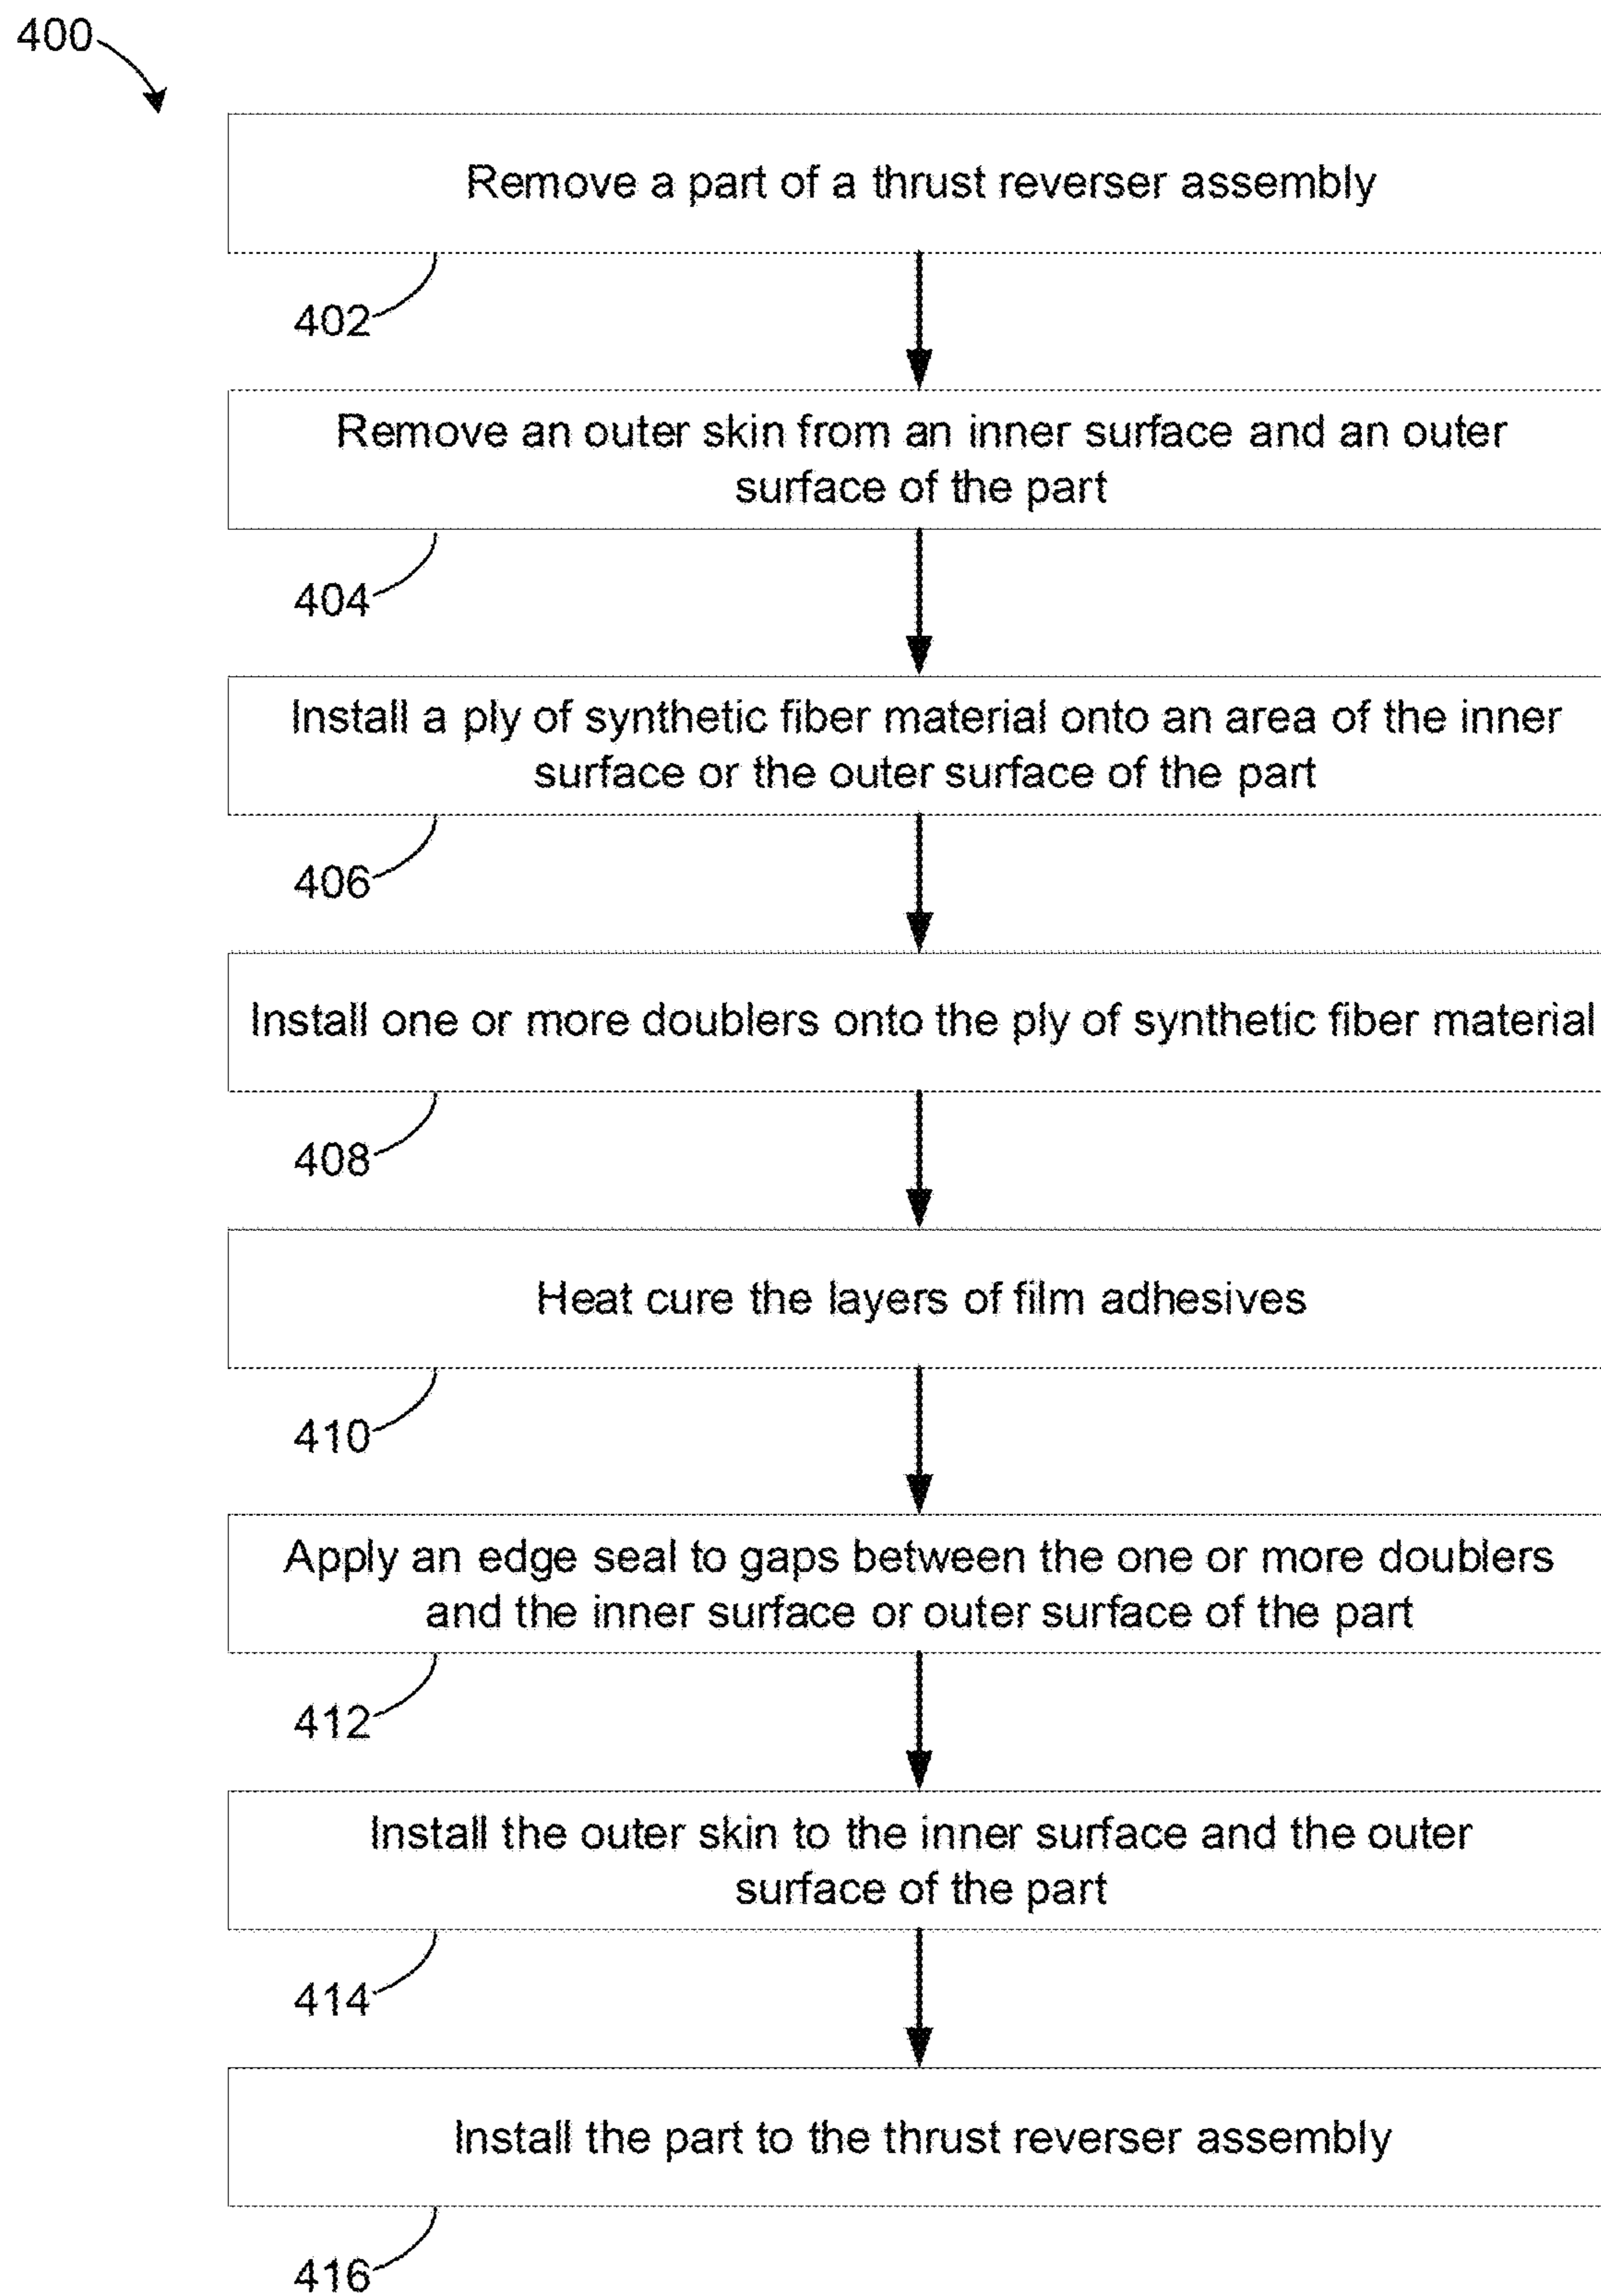 400
Remove a part of a thrust reverser assembly
402
Remove an outer skin from an inner surface and an outer
surface of the part
404
Install a ply of synthetic fiber material onto an area of the inner
surface or the outer surface of the part
406
Install one or more doublers onto the ply of synthetic fiber material
408
Heat cure the layers of film adhesives
410
Apply an edge seal to gaps between the one or more doublers
and the inner surface or outer surface of the part
412
Install the outer skin to the inner surface and the outer
surface of the part
414
Install the part to the thrust reverser assembly
416